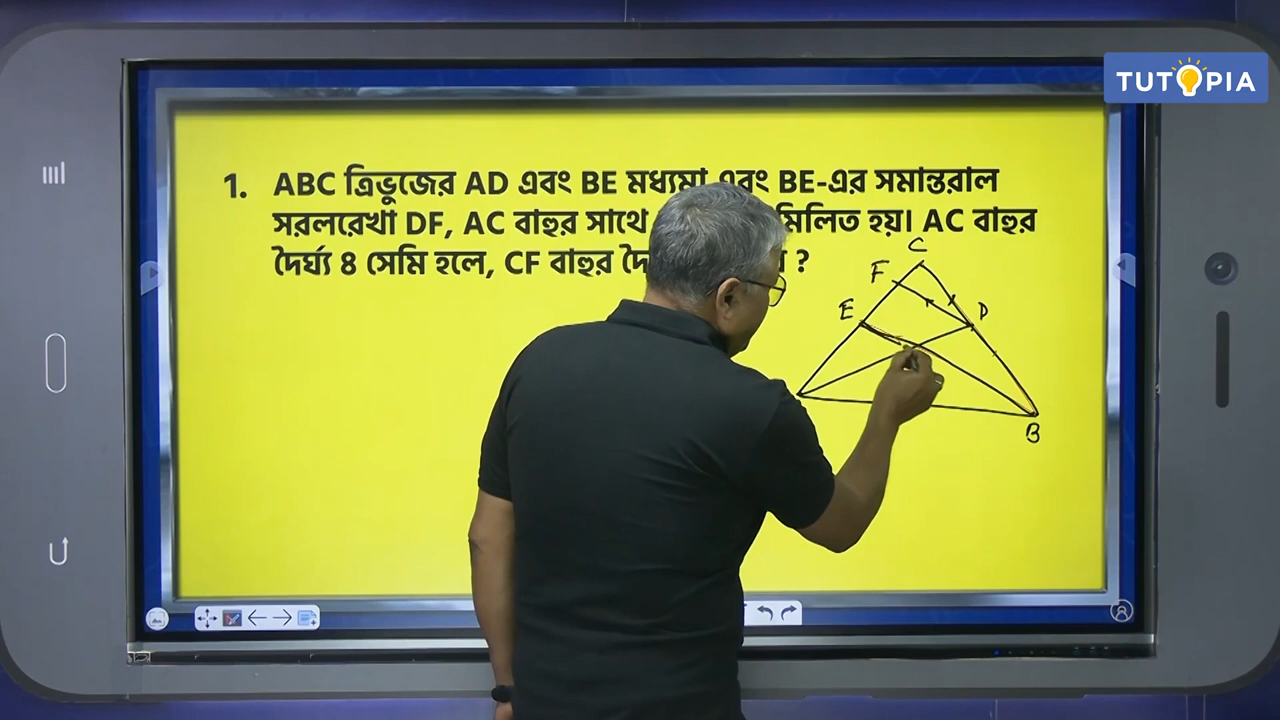 TUTOPIA
1. ABC ত্রিভুজের AD এবং BE মধ্যমা এবং BE-এর সমান্তরাল
সরলরেখা DF, AC বাহুর সাথে মিলিত হয়। AC বাহুর
দৈর্ঘ্য 8 সেমি হলে, CF বাহুর ?
C
F
E
D
B